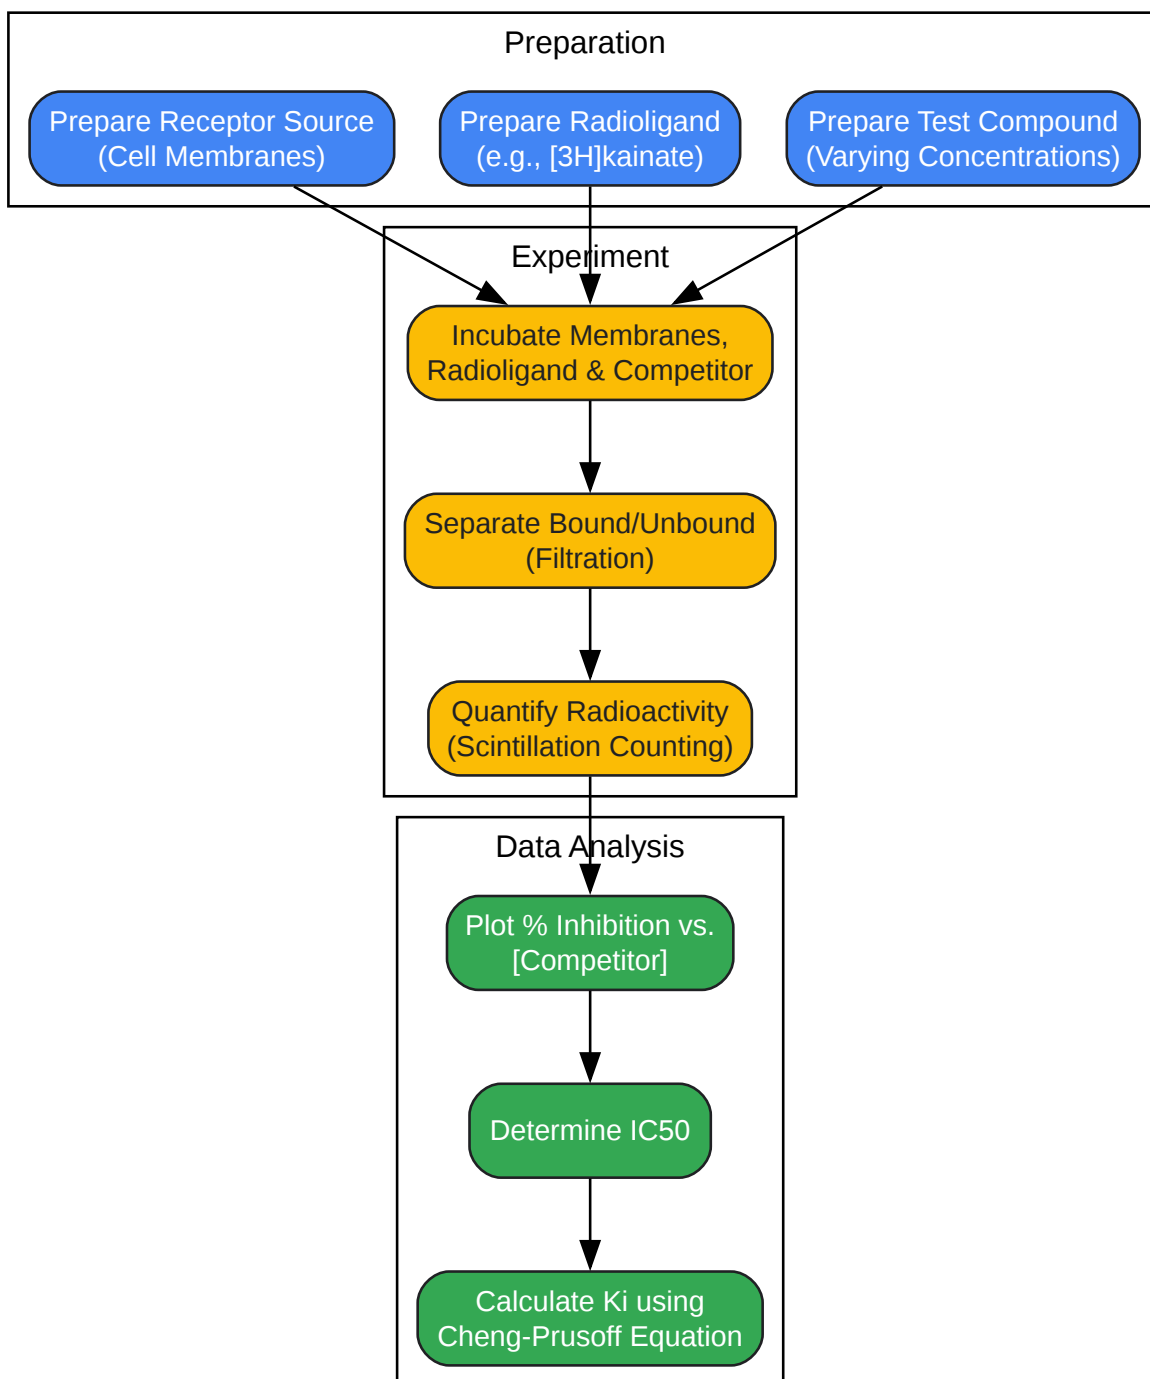 Preparation
Prepare Receptor Source
(Cell Membranes)
Prepare Radioligand
(e.g., [3H]kainate)
Prepare Test Compound
(Varying Concentrations)
Experiment
Incubate Membranes,
Radioligand & Competitor
Separate Bound/Unbound
(Filtration)
Quantify Radioactivity
(Scintillation Counting)
Data Analysis
Plot % Inhibition vs.
[Competitor]
Determine IC50
Calculate Ki using
Cheng-Prusoff Equation